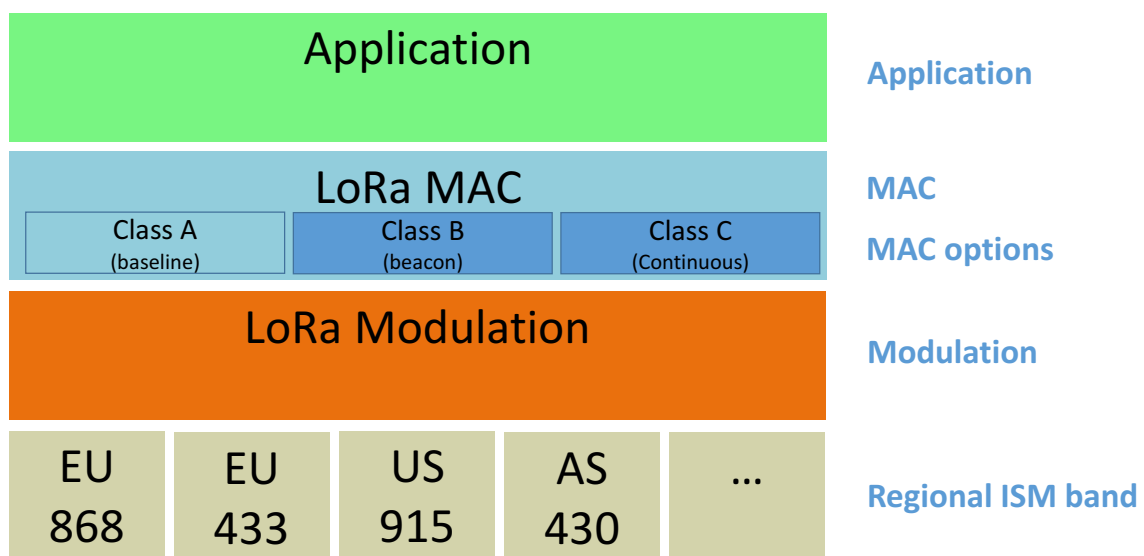 Application
Application
LoRa MAC
MAC
Class A
(baseline)
Class B
(beacon)
Class C
(Continuous)
MAC options
LoRa Modulation
Modulation
EU
868
EU
433
US
915
AS
430
...
Regional ISM band